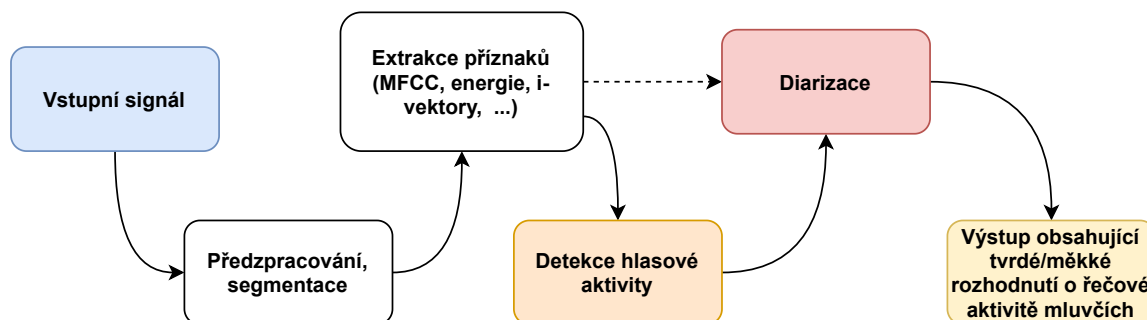 Vstupní signál
Předzpracování,
segmentace
Extrakce příznaků
(MFCC, energie, i-
vektory, ...)
Detekce hlasové
aktivity
Diarizace
Výstup obsahující
tvrdé/měkké
rozhodnutí o řečové
aktivitě mluvčích